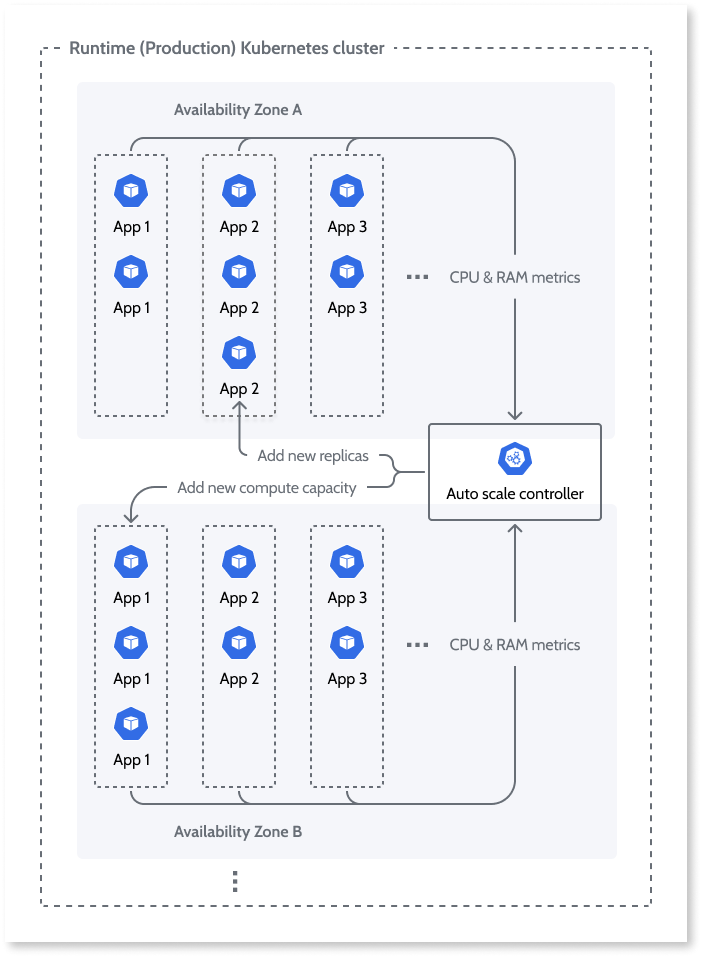 Runtime (Production) Kubernetes cluster
Availability Zone A
App 1
App 2
App 3
App 1
App 2
App 3
App 2
CPU & RAM metrics
Add new replicas
Add new compute capacity
Auto scale controller
App 1
App 2
App 3
App 1
App 2
App 3
App 1
CPU & RAM metrics
Availability Zone B